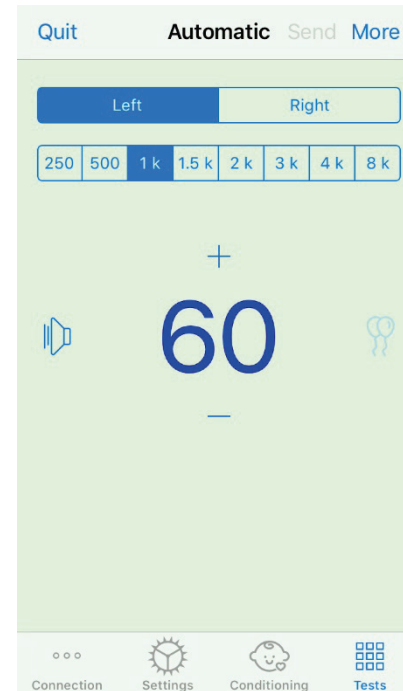 Quit Automatic Send More
Left Right
250 500 1 k 1.5 k 2 k 3 k 4 k 8 k
+
60
−
Connection Settings Conditioning Tests